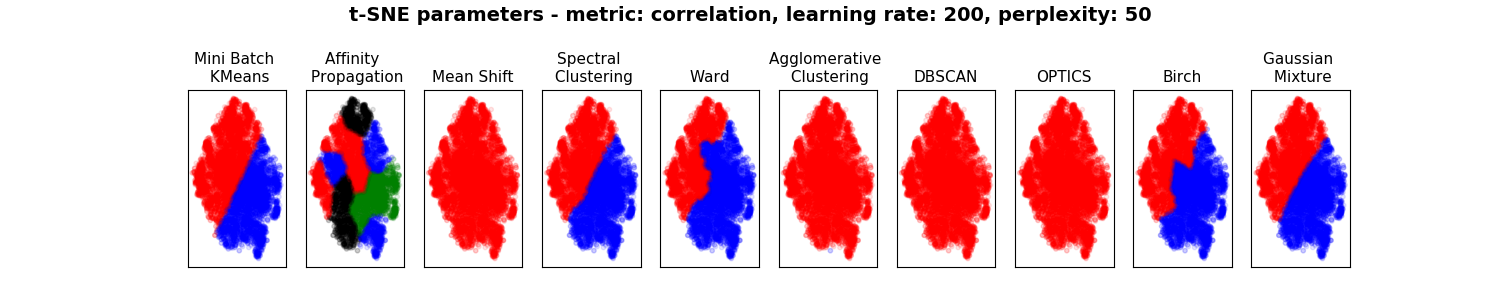 t-SNE parameters - metric: correlation, learning rate: 200, perplexity: 50
Mini Batch
KMeans
Affinity
Propagation
Mean Shift
Spectral
Clustering
Ward
Agglomerative
Clustering
DBSCAN
OPTICS
Birch
Gaussian
Mixture